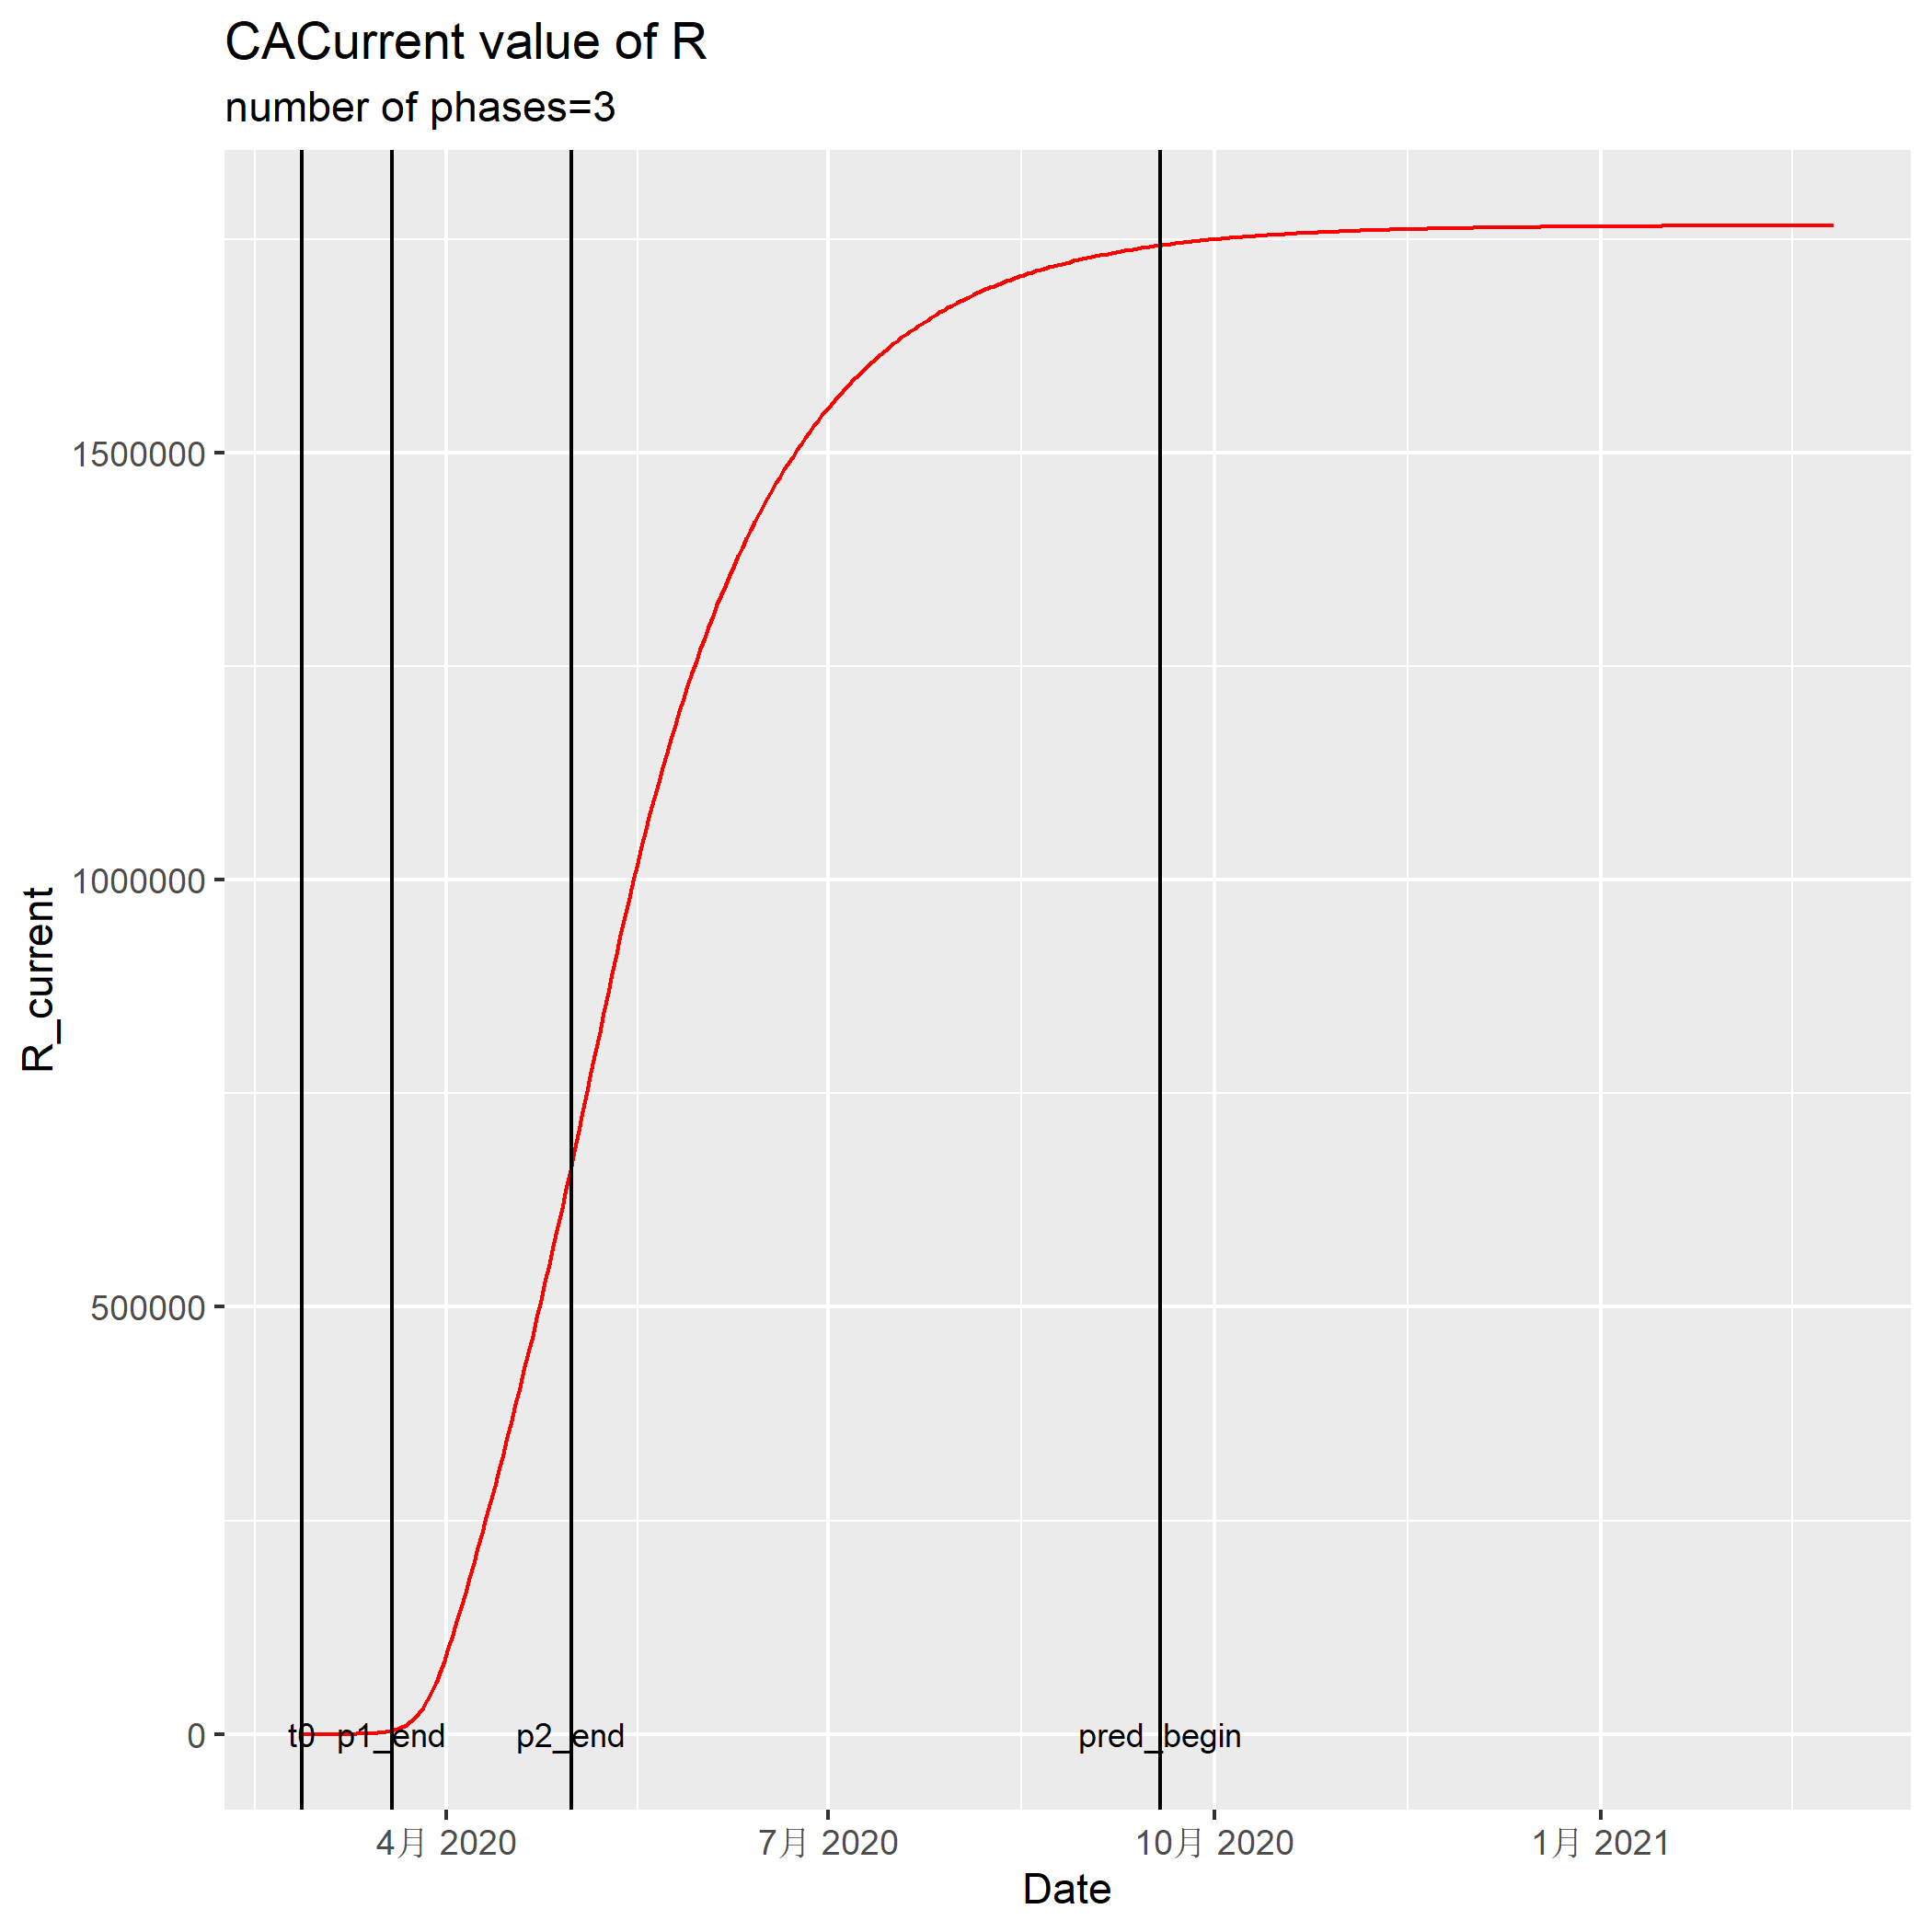 CACurrent value of R
number of phases=3
R_current
1500000
1000000
500000
0
t0 p1_end p2_end pred_begin
4月 2020 7月 2020 10月 2020 1月 2021
Date